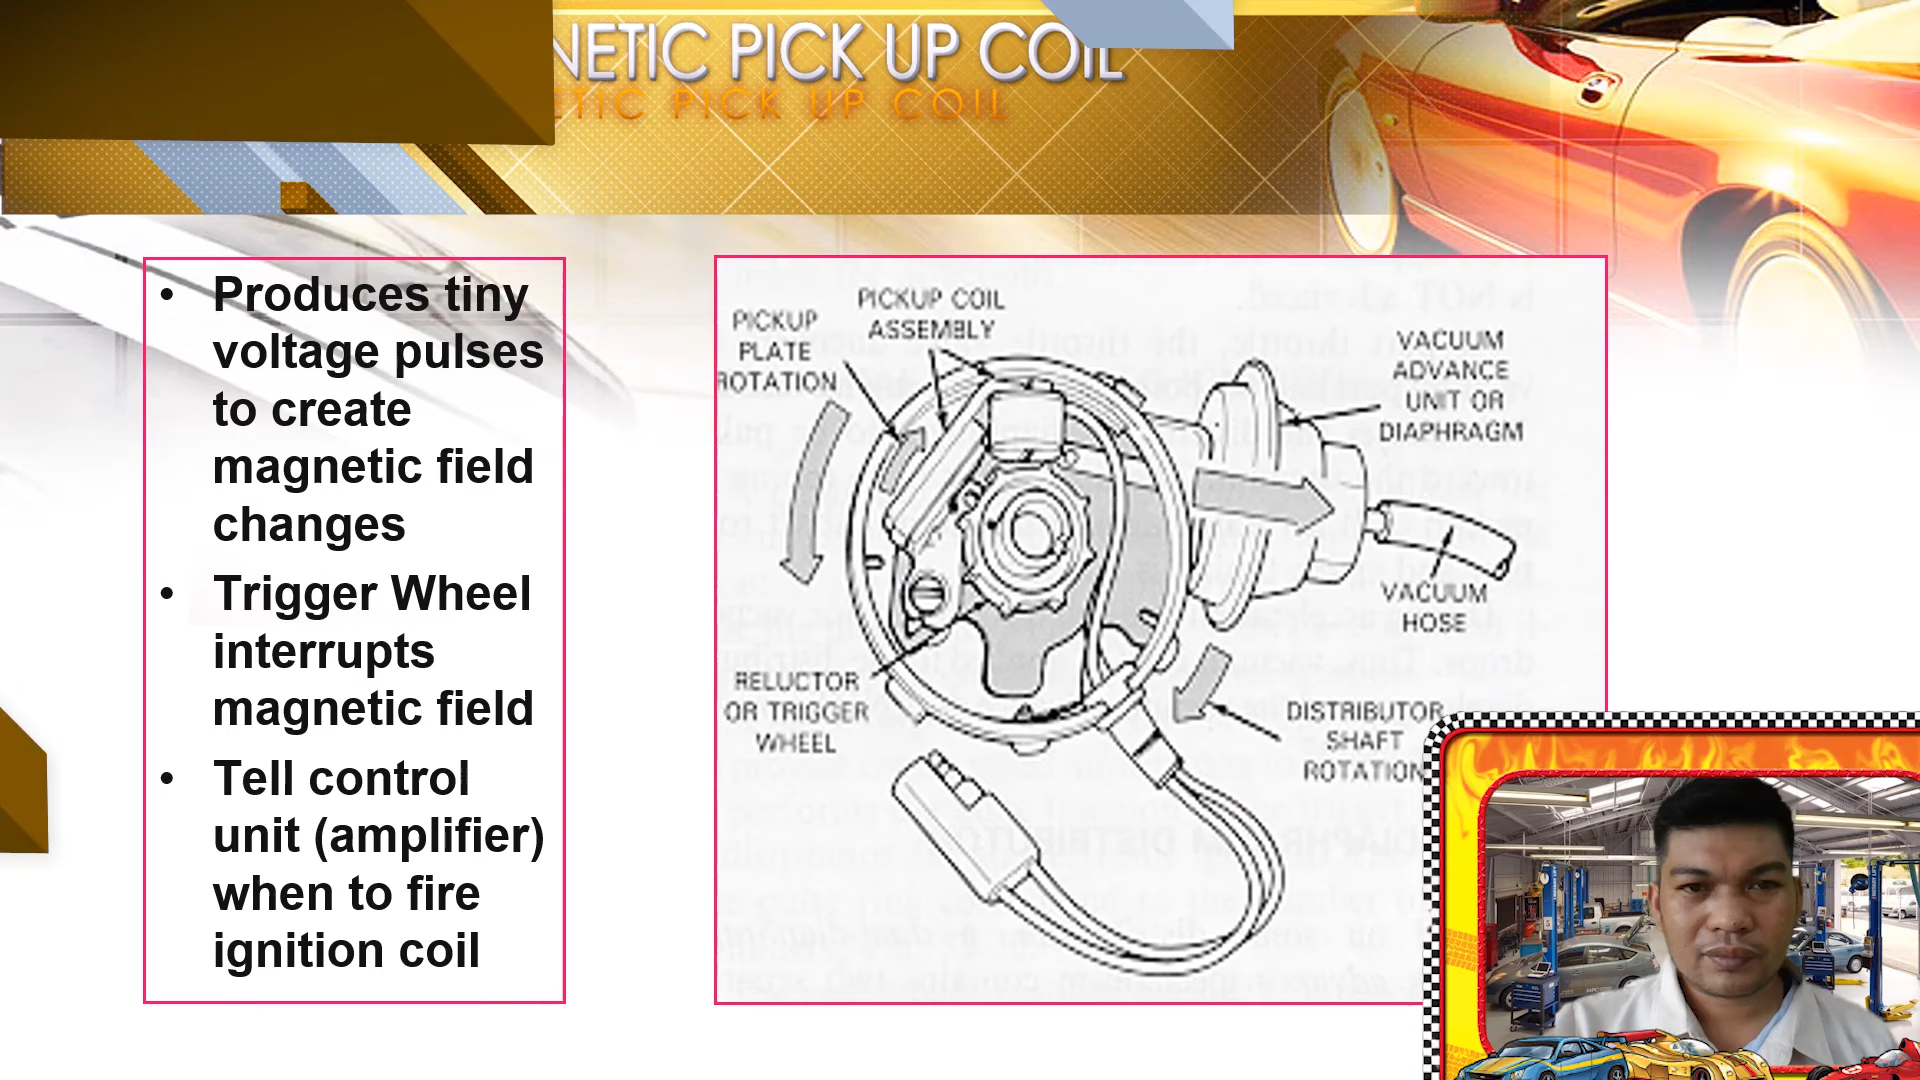 NETIC PICK UP COIL
ETIC PICK UP COIL
• Produces tiny
voltage pulses
to create
magnetic field
changes
• Trigger Wheel
interrupts
magnetic field
• Tell control
unit (amplifier)
when to fire
ignition coil
PICKUP COIL
ASSEMBLY
PICKUP
PLATE
ROTATION
VACUUM
ADVANCE
UNIT OR
DIAPHRAGM
VACUUM
HOSE
RELUCTOR
OR TRIGGER
WHEEL
DISTRIBUTOR
SHAFT
ROTATION